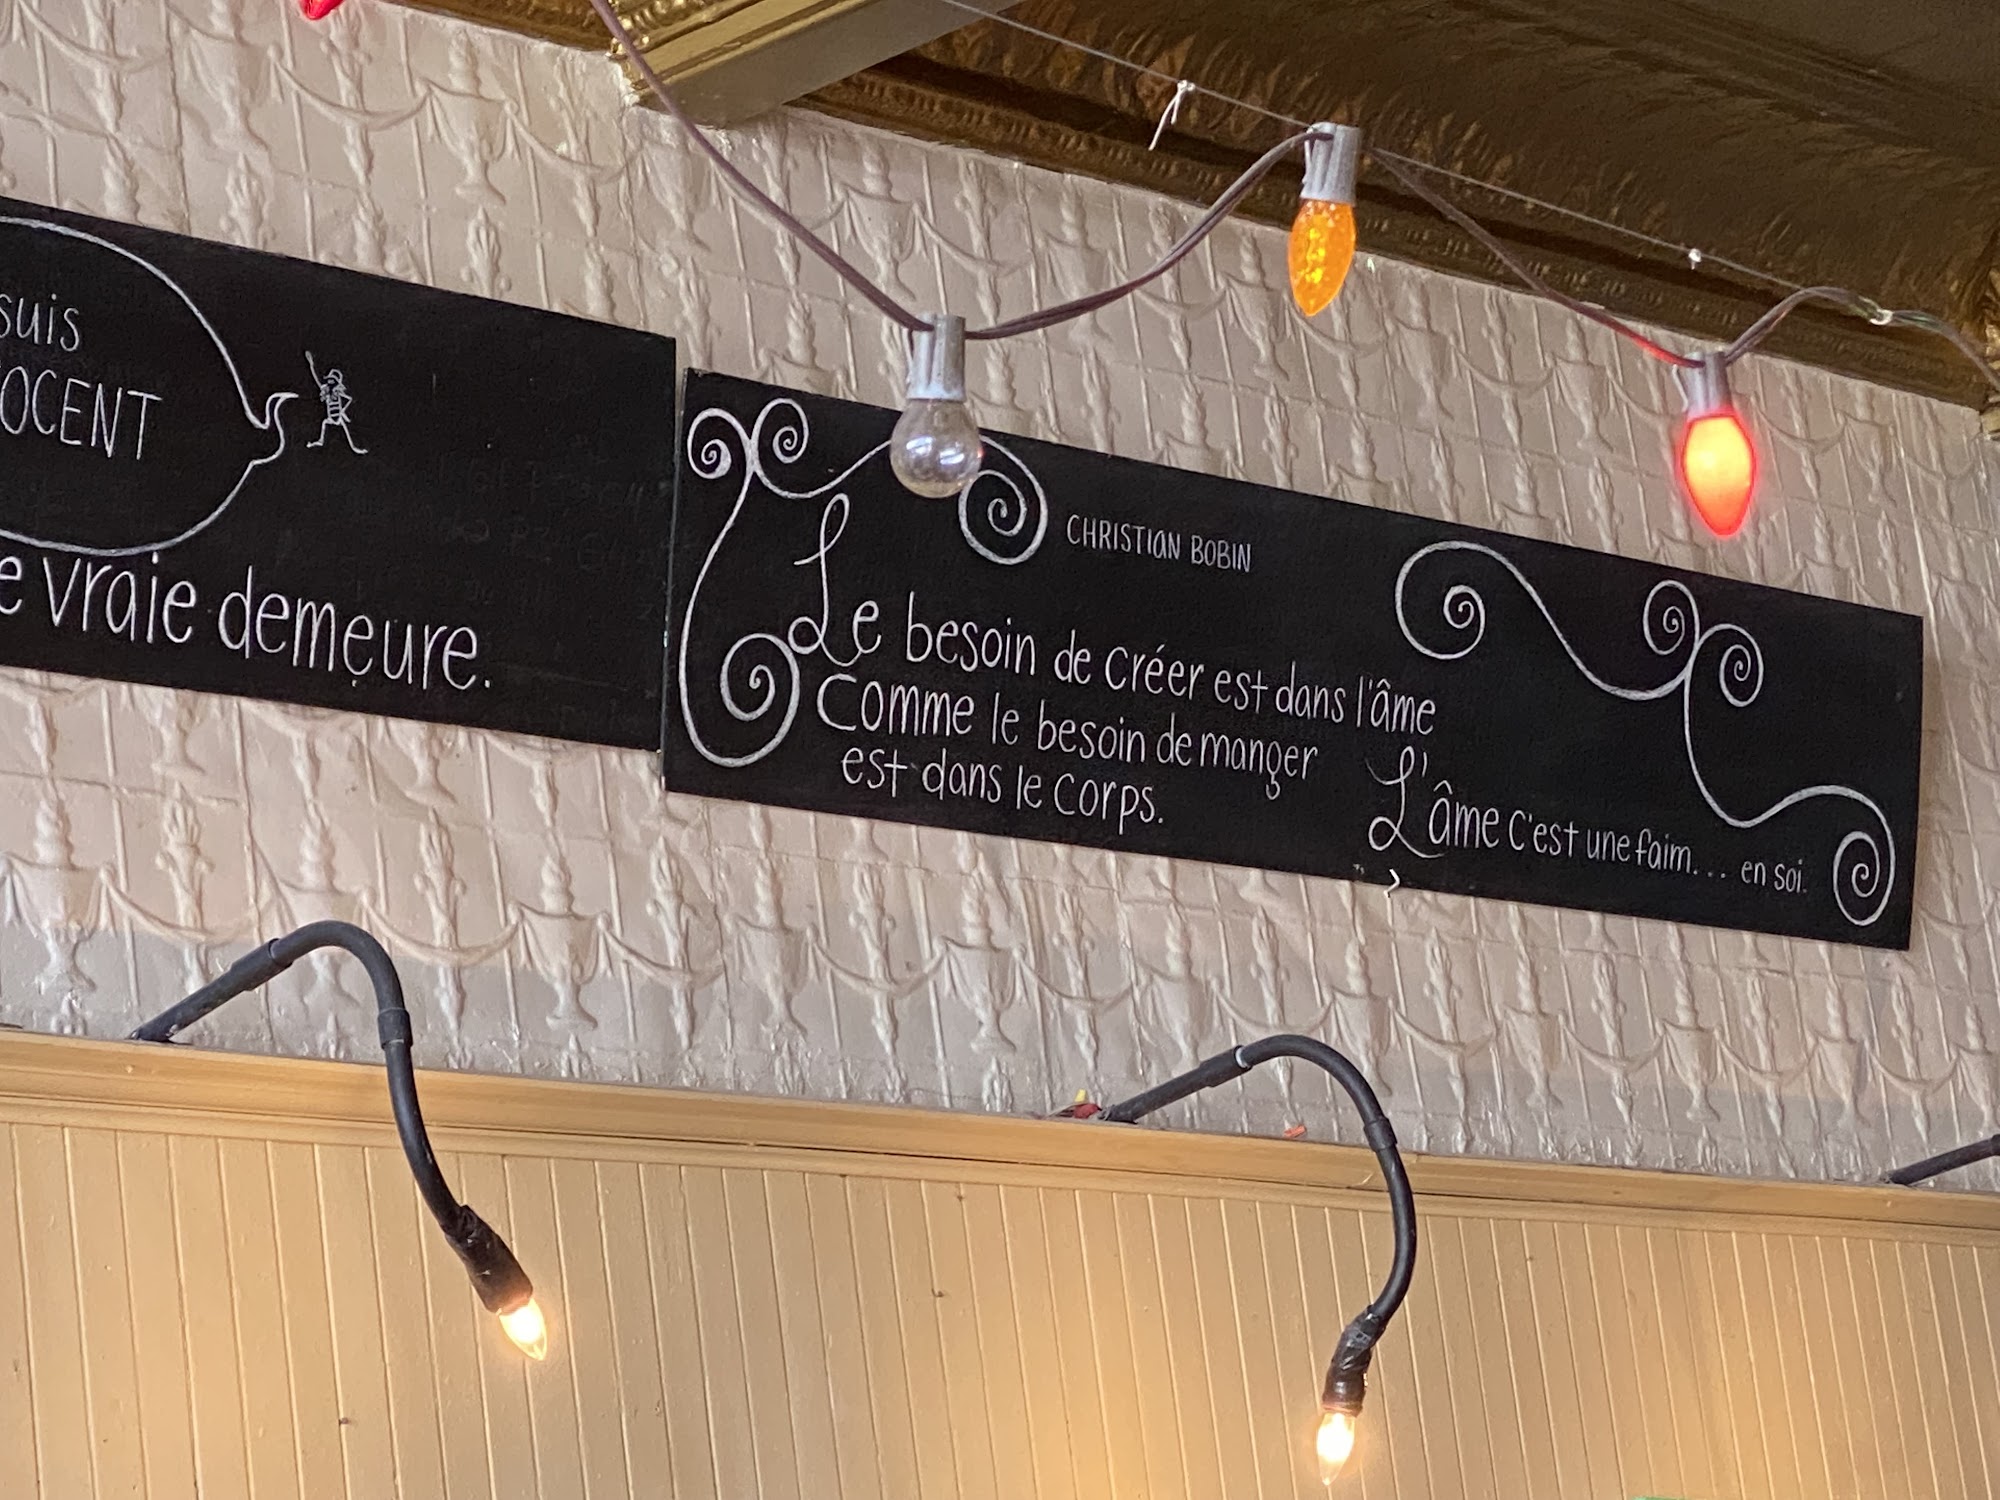 suis
OCENT
vraie demeure.
CHRISTIAN BOBIN
Le besoin de créer est dans l'âme
comme le besoin de manger
est dans le corps.
L'âme c'est une faim... en soi.